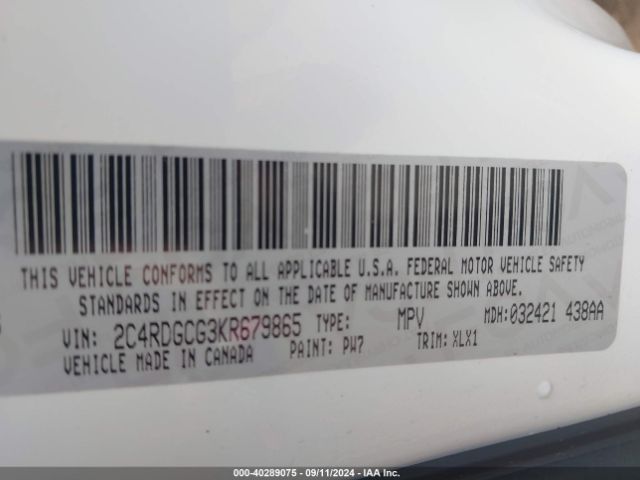 THIS VEHICLE CONFORMS TO ALL APPLICABLE U.S.A. FEDERAL MOTOR VEHICLE SAFETY
STANDARDS IN EFFECT ON THE DATE OF MANUFACTURE SHOWN ABOVE.
VIN: 2C4RDGCG3KR679865 TYPE: MPV MDH:032421 438AA
VEHICLE MADE IN CANADA PAINT: PW7 TRIM: XLX1
000-40289075 - 09/11/2024 - IAA Inc.